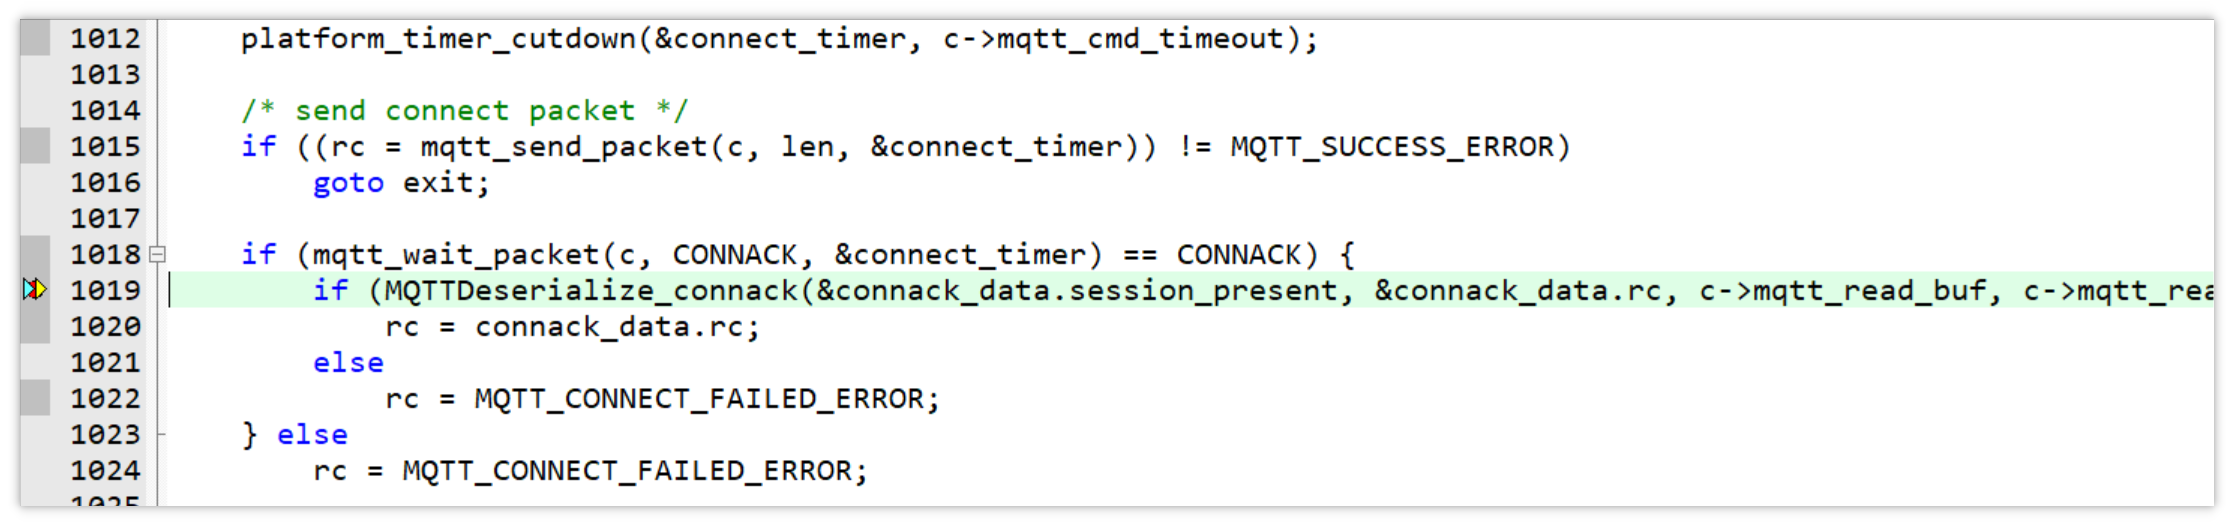 1012 platform_timer_cutdown(&connect_timer, c->mqtt_cmd_timeout);
1013
1014 /* send connect packet */
1015 if ((rc = mqtt_send_packet(c, len, &connect_timer)) != MQTT_SUCCESS_ERROR)
1016 goto exit;
1017
1018 if (mqtt_wait_packet(c, CONNACK, &connect_timer) == CONNACK) {
1019 if (MQTTDeserialize_connack(&connack_data.session_present, &connack_data.rc, c->mqtt_read_buf, c->mqtt_rea
1020 rc = connack_data.rc;
1021 else
1022 rc = MQTT_CONNECT_FAILED_ERROR;
1023 } else
1024 rc = MQTT_CONNECT_FAILED_ERROR;
1025